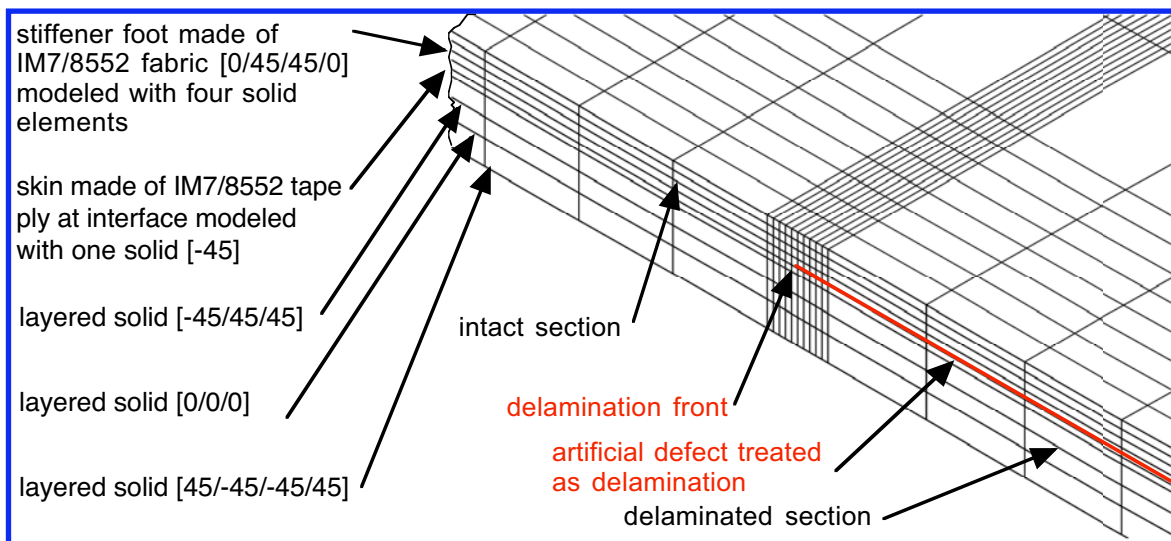 stiffener foot made of
IM7/8552 fabric [0/45/45/0]
modeled with four solid
elements
skin made of IM7/8552 tape
ply at interface modeled
with one solid [-45]
layered solid [-45/45/45]
intact section
layered solid [0/0/0]
delamination front
artificial defect treated
as delamination
layered solid [45/-45/-45/45]
delaminated section